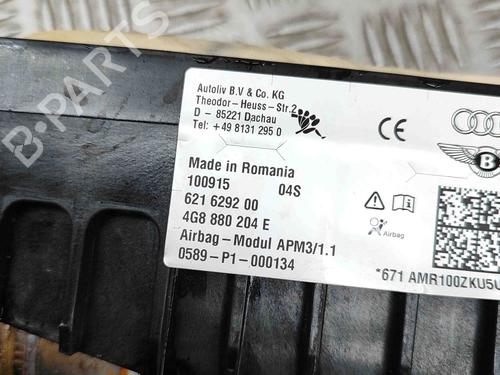 B-PARTS
Autoliv B.V & Co. KG
Theodor - Heuss - Str.2
D - 85221 Dachau
Tel: +49 8131 295 0
CE
B
Made in Romania
100915 04S
621 6292 00
4G8 880 204 E
Airbag - Modul APM3/1.1
0589-P1-000134
Airbag
*671 AMR100ZKU5U